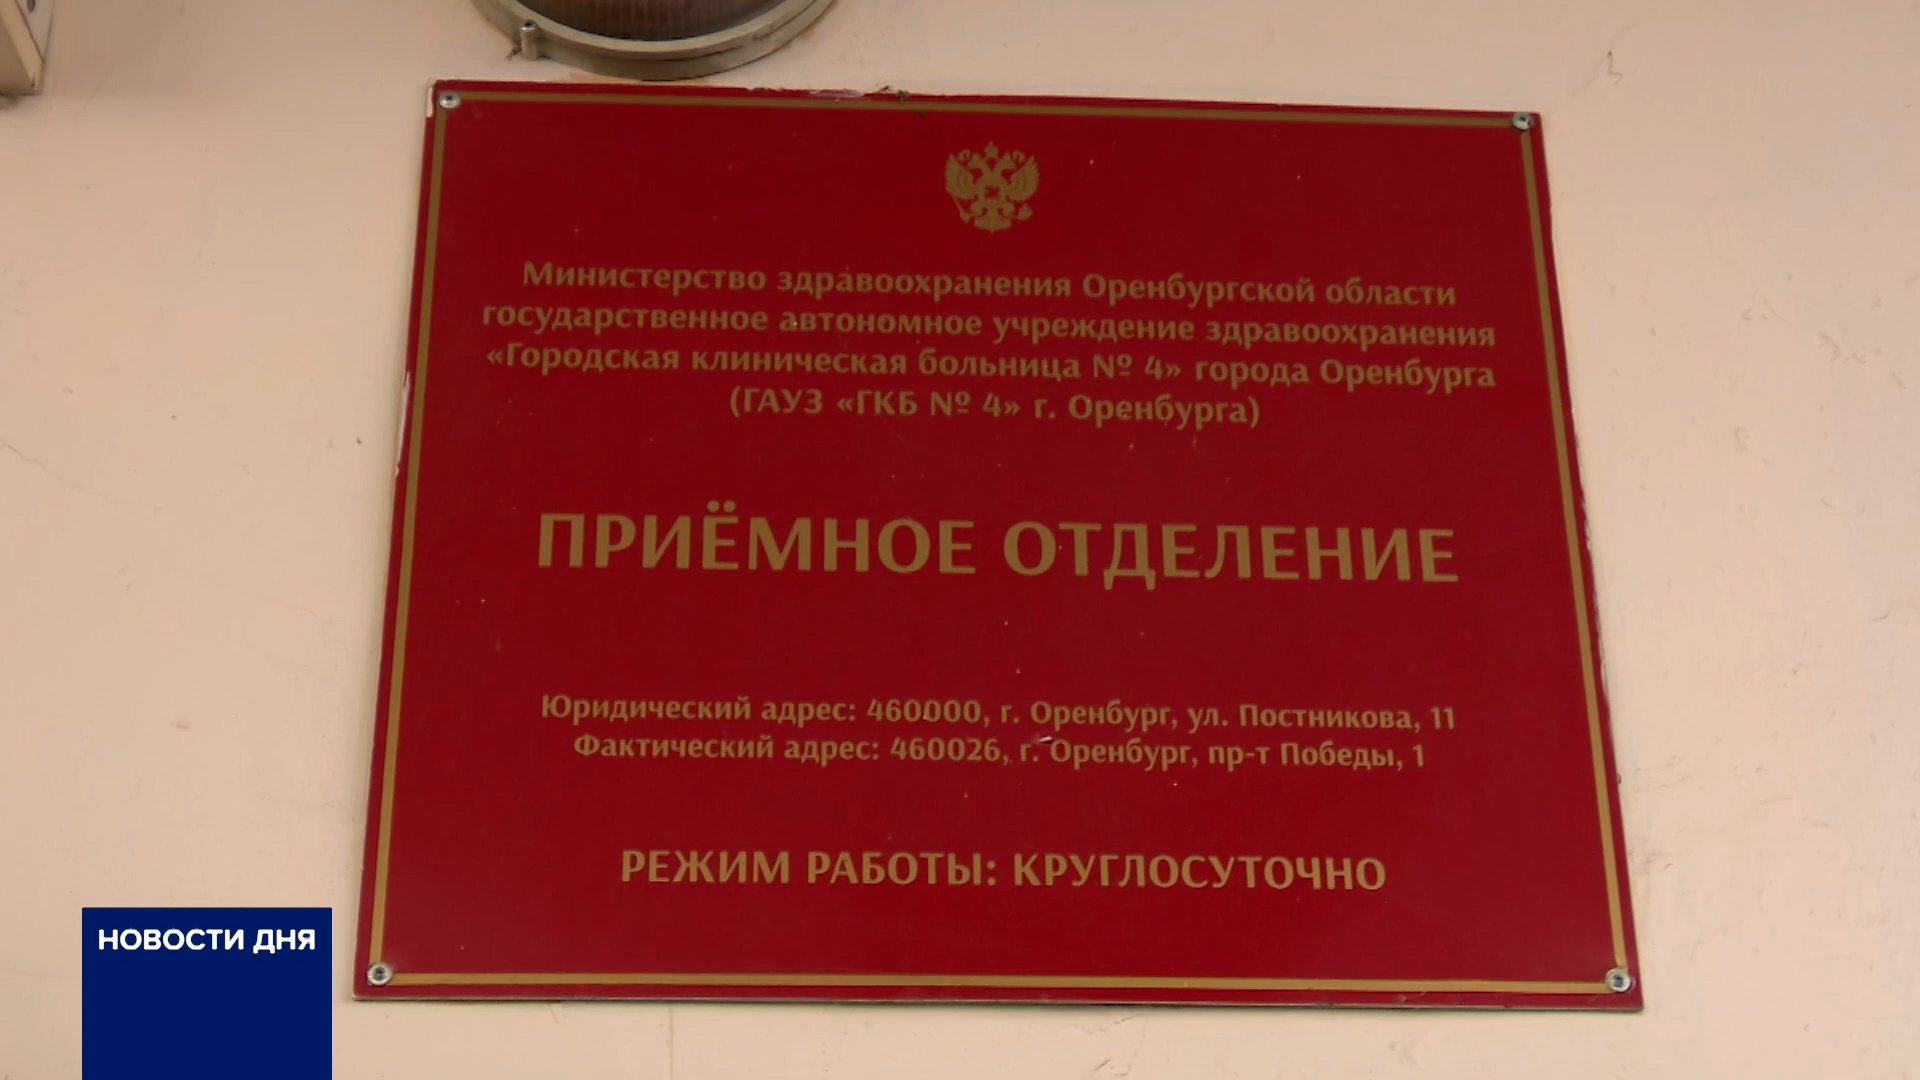 Министерство здравоохранения Оренбургской области
государственное автономное учреждение здравоохранения
«Городская клиническая больница № 4» города Оренбурга
(ГАУЗ «ГКБ № 4» г. Оренбурга)
ПРИЁМНОЕ ОТДЕЛЕНИЕ
Юридический адрес: 460000, г. Оренбург, ул. Постникова, 11
Фактический адрес: 460026, г. Оренбург, пр-т Победы, 1
РЕЖИМ РАБОТЫ: КРУГЛОСУТОЧНО
НОВОСТИ ДНЯ